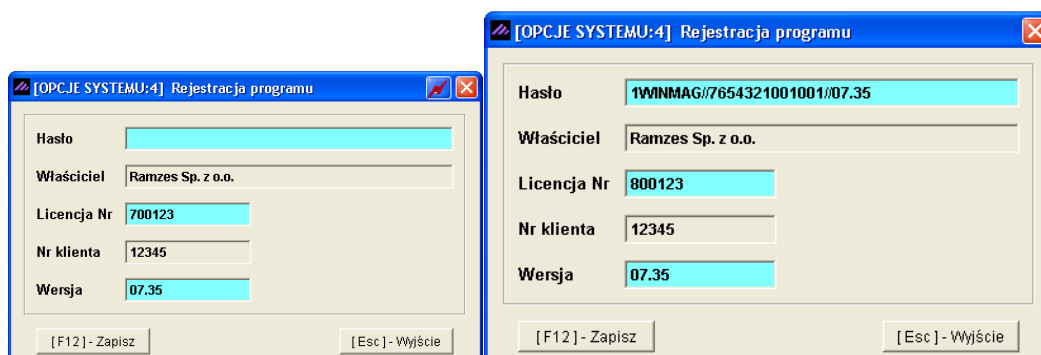 [OPCJE SYSTEMU:4] Rejestracja programu
Hasło
Właściciel Ramzes Sp. z o.o.
Licencja Nr 700123
Nr klienta 12345
Wersja 07.35
[F12] - Zapisz [Esc] - Wyjście
[OPCJE SYSTEMU:4] Rejestracja programu
Hasło 1WINMAG//7654321001001//07.35
Właściciel Ramzes Sp. z o.o.
Licencja Nr 800123
Nr klienta 12345
Wersja 07.35
[F12] - Zapisz [Esc] - Wyjście